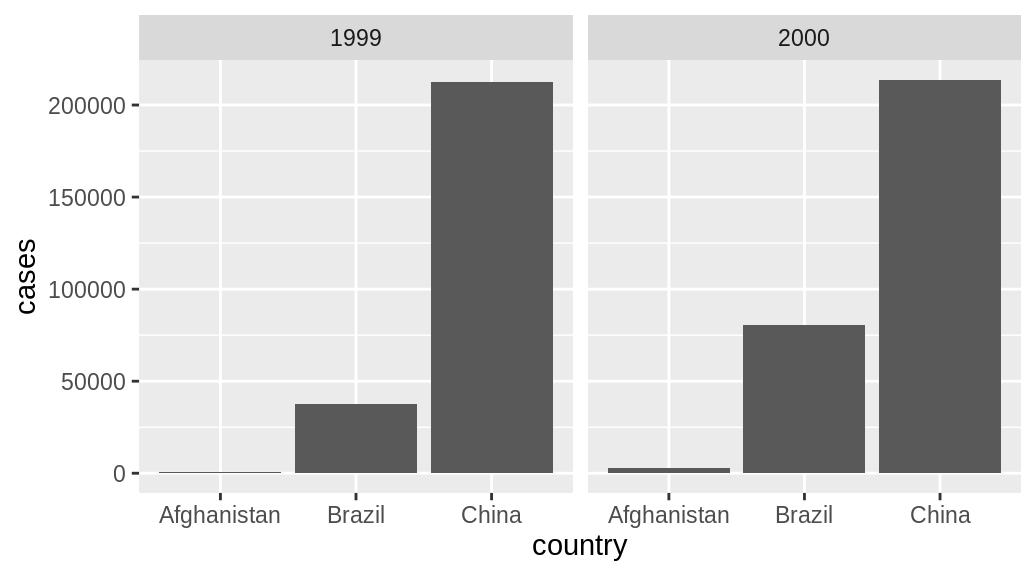 1999
2000
200000
150000
100000
50000
0
cases
Afghanistan Brazil China
Afghanistan Brazil China
country